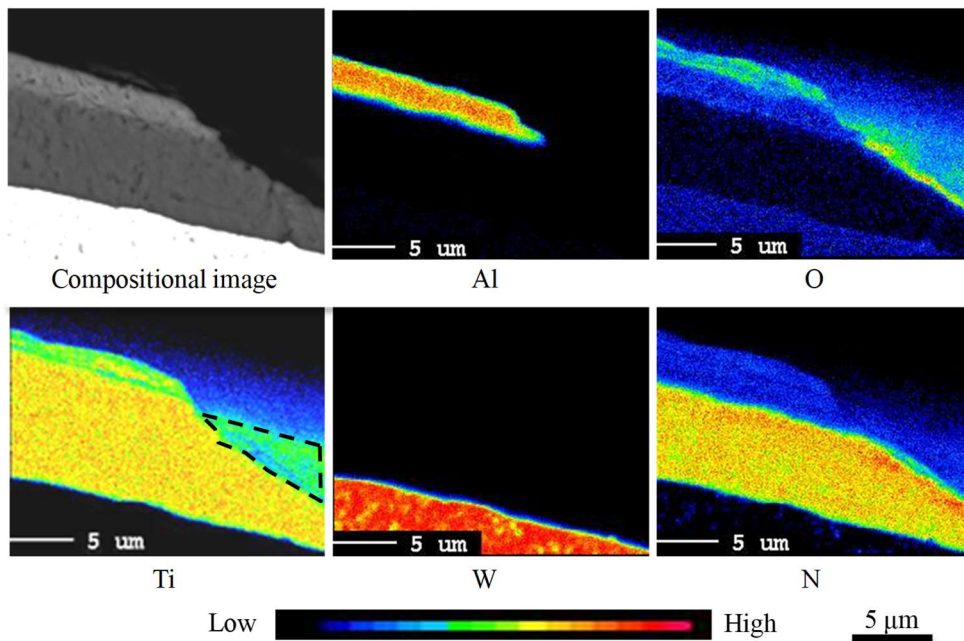 5 um
5 um
Compositional image
Al
O
5 um
5 um
5 um
Ti
W
N
Low
High
5 μm